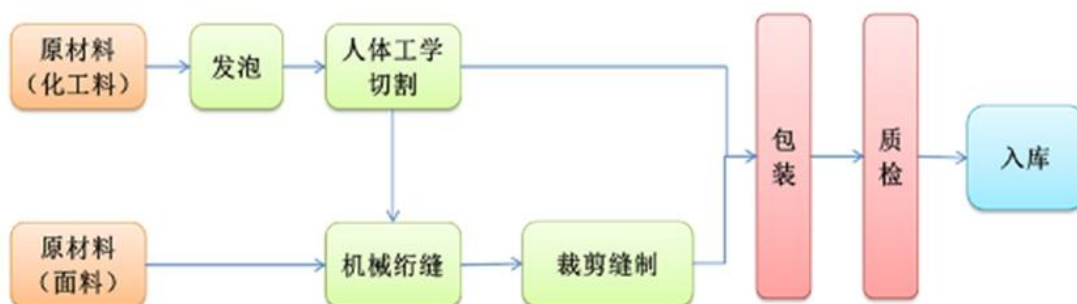 原材料
（化工料）
发泡
人体工学
切割
包
装
质
检
入库
原材料
（面料）
机械绗缝
裁剪缝制